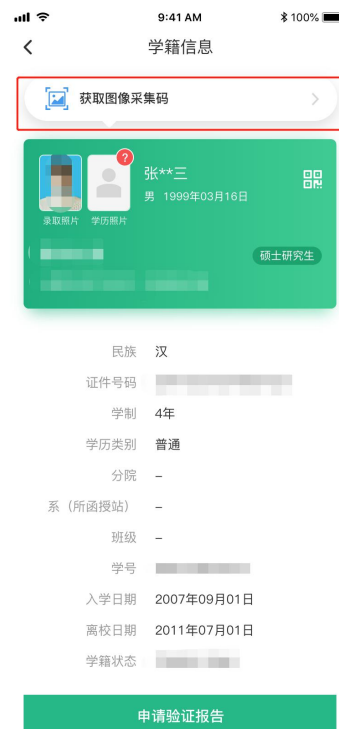 9:41 AM 100%
学籍信息
获取图像采集码
?
张**三
男 1999年03月16日
录取照片 学历照片
硕士研究生
民族 汉
证件号码
学制 4年
学历类别 普通
分院 –
系（所函授站） –
班级 –
学号
入学日期 2007年09月01日
离校日期 2011年07月01日
学籍状态
申请验证报告